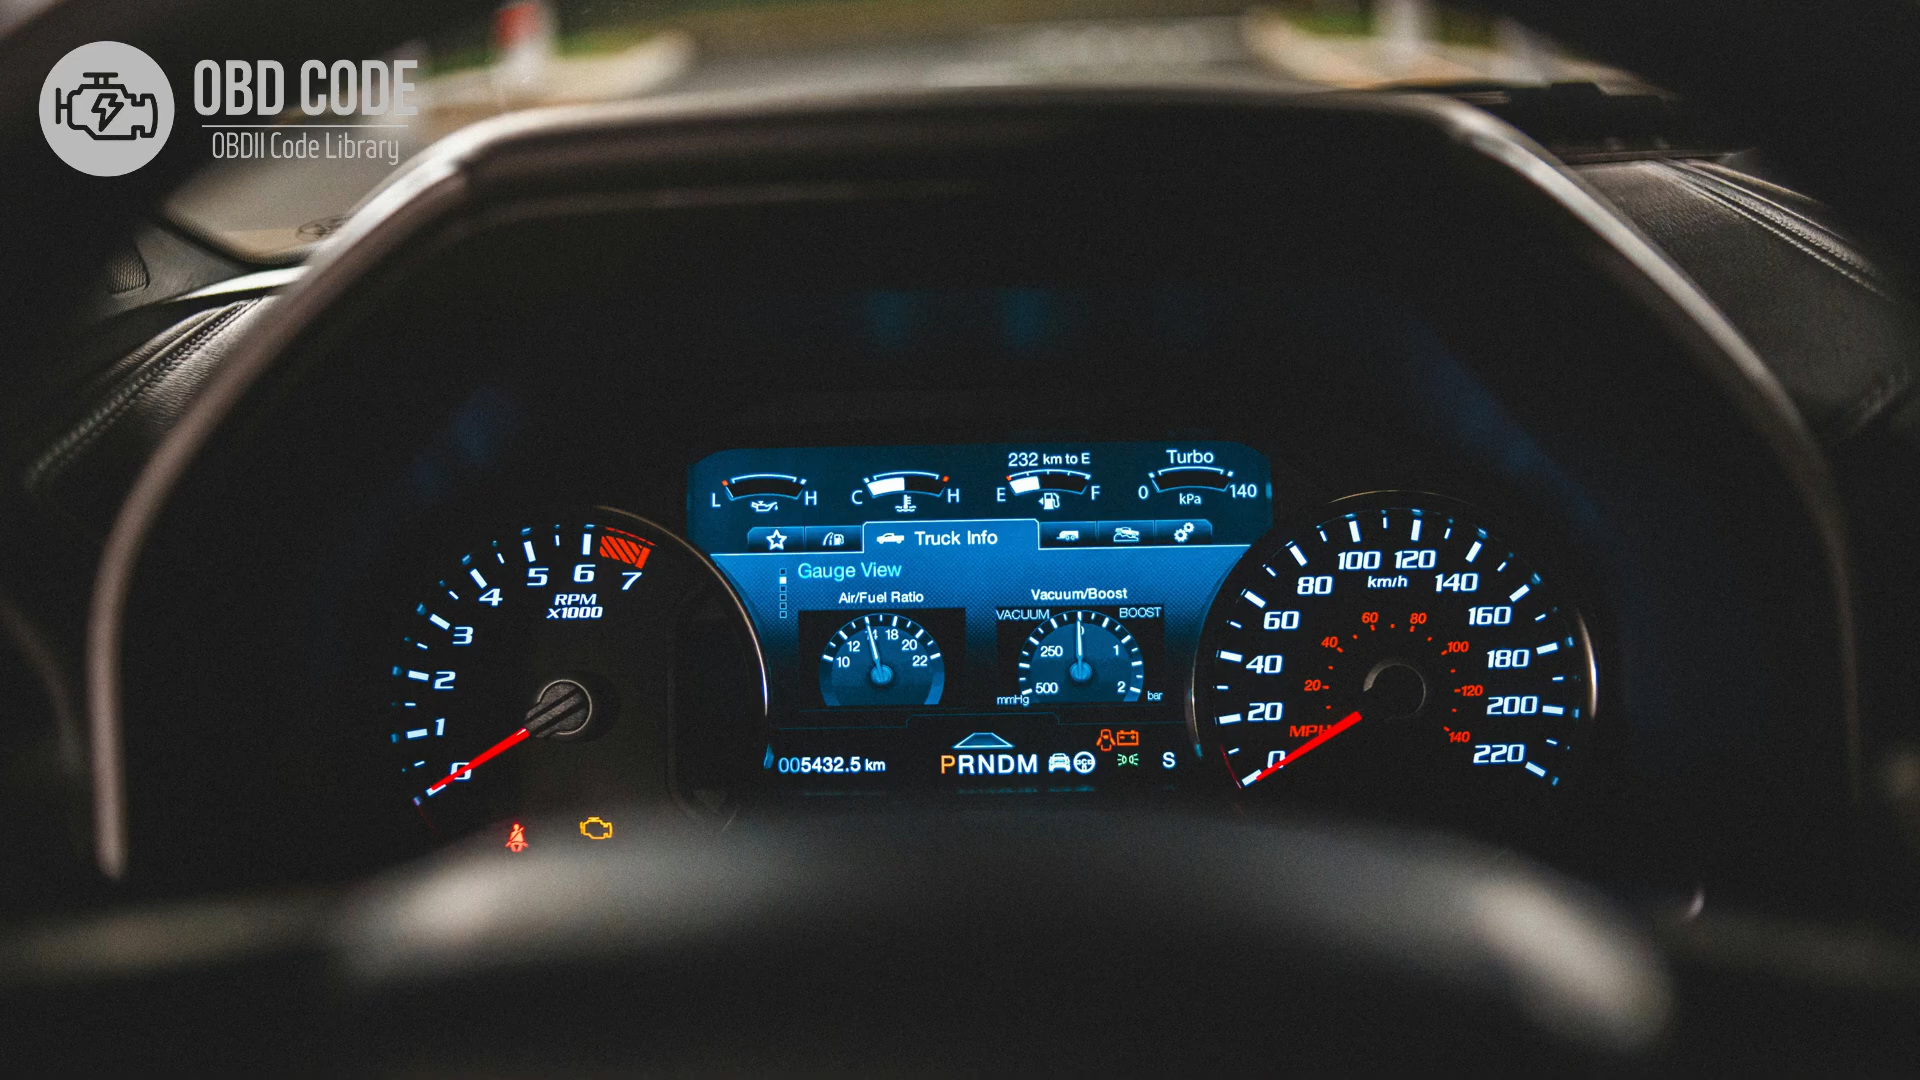 OBD CODE
OBDII Code Library
232 km to E
Turbo
L H
C H
E F
0 140
kPa
Truck Info
Gauge View
Air/Fuel Ratio
10 12 14 18 20 22
Vacuum/Boost
VACUUM BOOST
500 250 0 1 2
mmHg bar
0 1 2 3 4 5 6 7
RPM
X1000
0 20 40 60 80 100 120 140 160 180 200 220
km/h
20 40 60 80 100 120 140
MPH
005432.5 km
PRNDM
S